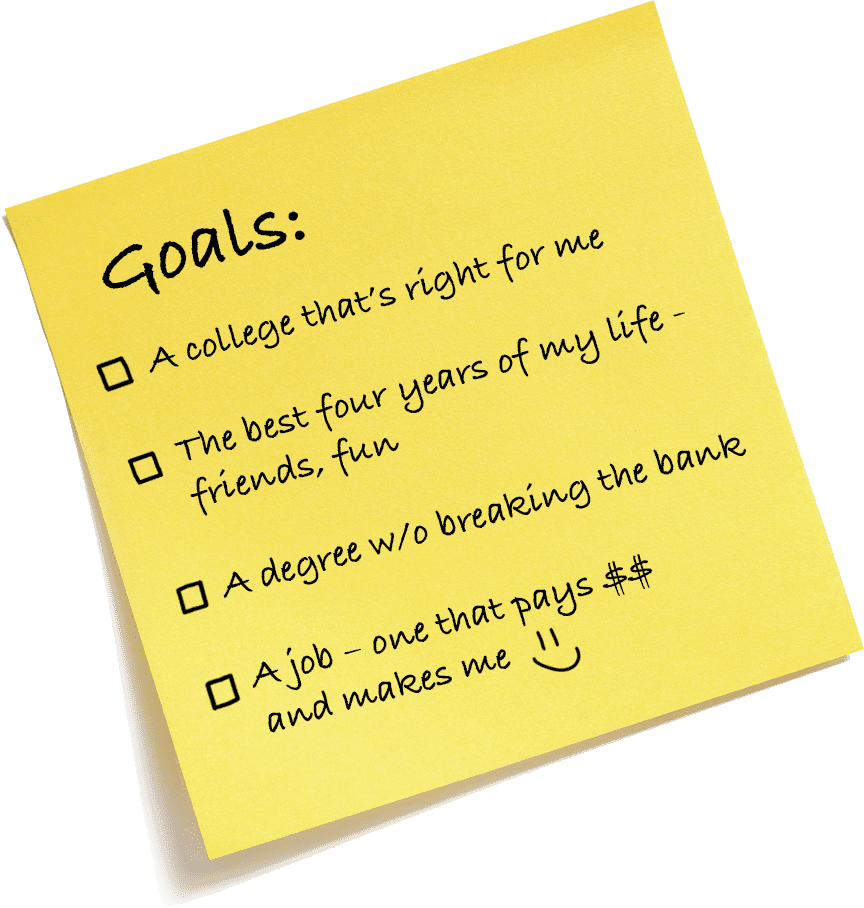 Goals:
A college that's right for me
The best four years of my life -
friends, fun
A degree w/o breaking the bank
A job - one that pays $$
and makes me